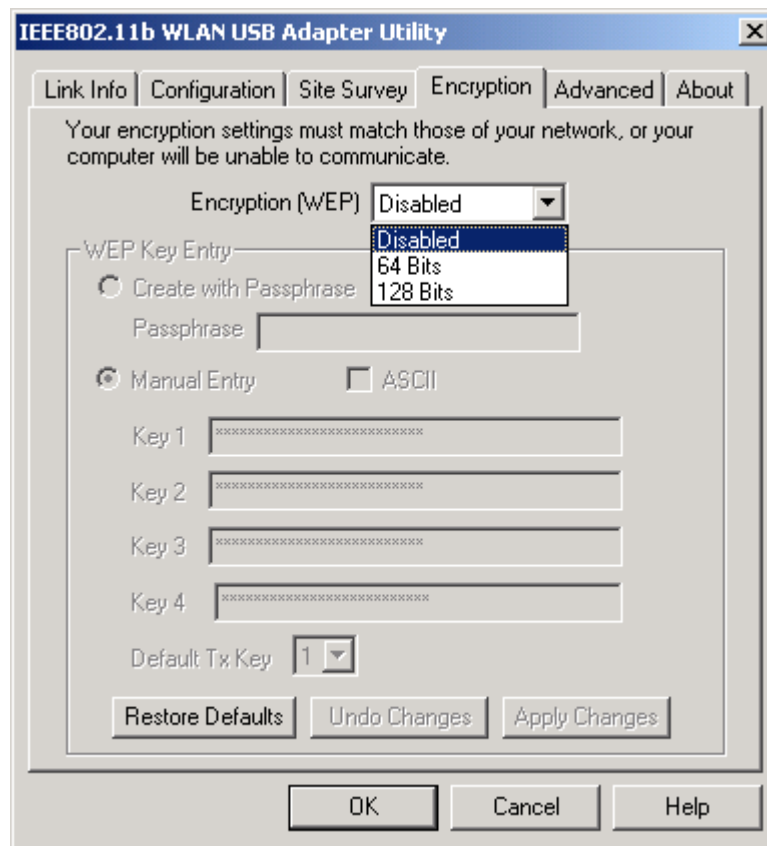 IEEE802.11b WLAN USB Adapter Utility
Link Info Configuration Site Survey Encryption Advanced About
Your encryption settings must match those of your network, or your
computer will be unable to communicate.
Encryption (WEP) Disabled
Disabled
64 Bits
128 Bits
WEP Key Entry
Create with Passphrase
Passphrase
Manual Entry ASCII
Key 1 **************************
Key 2 **************************
Key 3 **************************
Key 4 **************************
Default Tx Key 1
Restore Defaults Undo Changes Apply Changes
OK Cancel Help